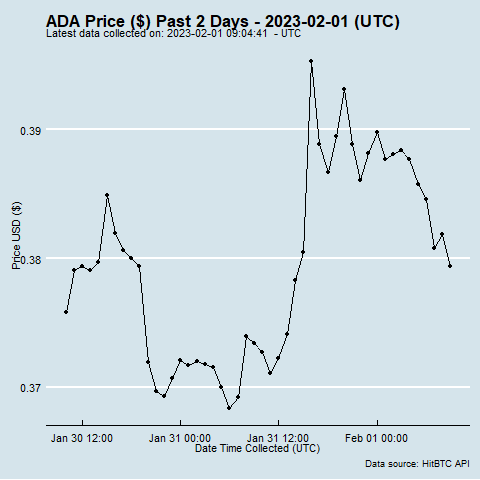 ADA Price ($) Past 2 Days - 2023-02-01 (UTC)
Latest data collected on: 2023-02-01 09:04:41 - UTC
0.39
Price USD ($)
0.38
0.37
Jan 30 12:00 Jan 31 00:00 Jan 31 12:00 Feb 01 00:00
Date Time Collected (UTC)
Data source: HitBTC API